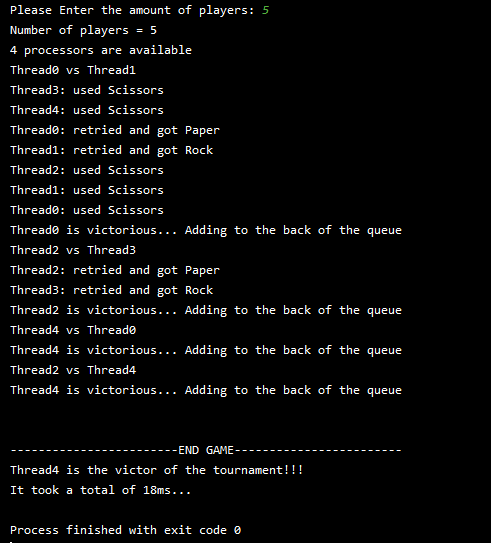 Please Enter the amount of players: 5
Number of players = 5
4 processors are available
Thread0 vs Thread1
Thread3: used Scissors
Thread4: used Scissors
Thread0: retried and got Paper
Thread1: retried and got Rock
Thread2: used Scissors
Thread1: used Scissors
Thread0: used Scissors
Thread0 is victorious... Adding to the back of the queue
Thread2 vs Thread3
Thread2: retried and got Paper
Thread3: retried and got Rock
Thread2 is victorious... Adding to the back of the queue
Thread4 vs Thread0
Thread4 is victorious... Adding to the back of the queue
Thread2 vs Thread4
Thread4 is victorious... Adding to the back of the queue
------------------------END GAME------------------------
Thread4 is the victor of the tournament!!!
It took a total of 18ms...
Process finished with exit code 0